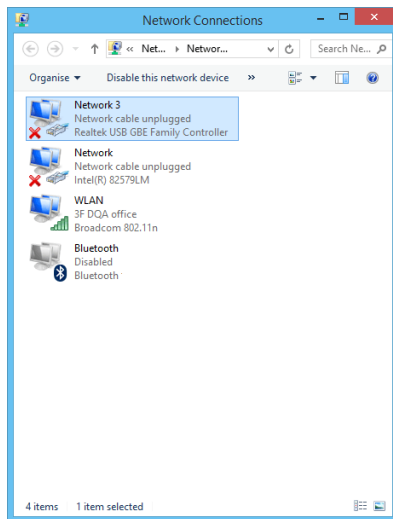 Network Connections
« Net... Networ...
Search Ne...
Organise
Disable this network device
»
Network 3
Network cable unplugged
Realtek USB GBE Family Controller
Network
Network cable unplugged
Intel(R) 82579LM
WLAN
3F DQA office
Broadcom 802.11n
Bluetooth
Disabled
Bluetooth
4 items 1 item selected